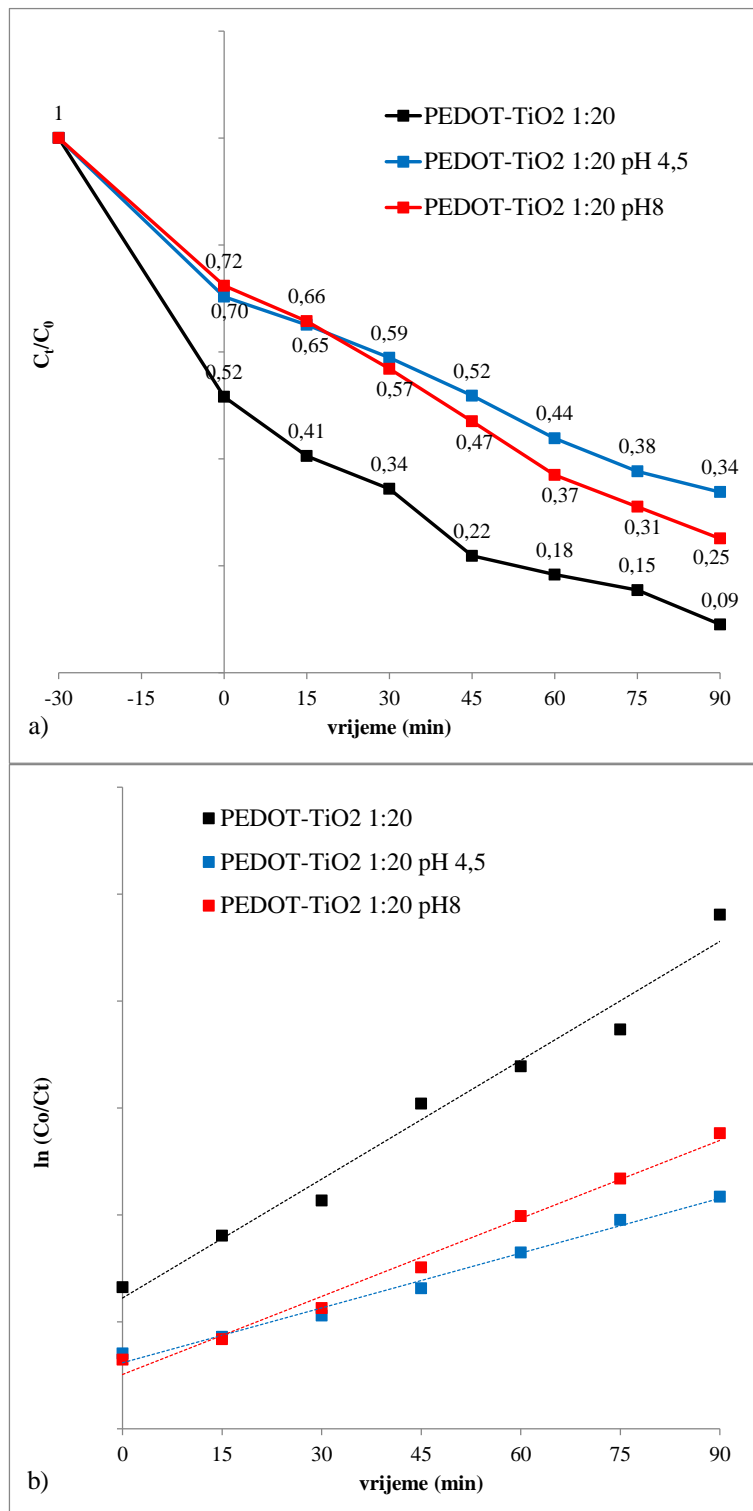 1
PEDOT-TiO2 1:20
PEDOT-TiO2 1:20 pH 4,5
PEDOT-TiO2 1:20 pH8
0,72
0,70
0,66
0,65
0,59
0,57
0,52
0,52
0,47
0,44
0,41
0,38
0,37
0,34
0,34
0,31
0,25
0,22
0,18
0,15
0,09
Ct/C0
-30 -15 0 15 30 45 60 75 90
vrijeme (min)
a)
PEDOT-TiO2 1:20
PEDOT-TiO2 1:20 pH 4,5
PEDOT-TiO2 1:20 pH8
ln (Co/Ct)
0 15 30 45 60 75 90
vrijeme (min)
b)